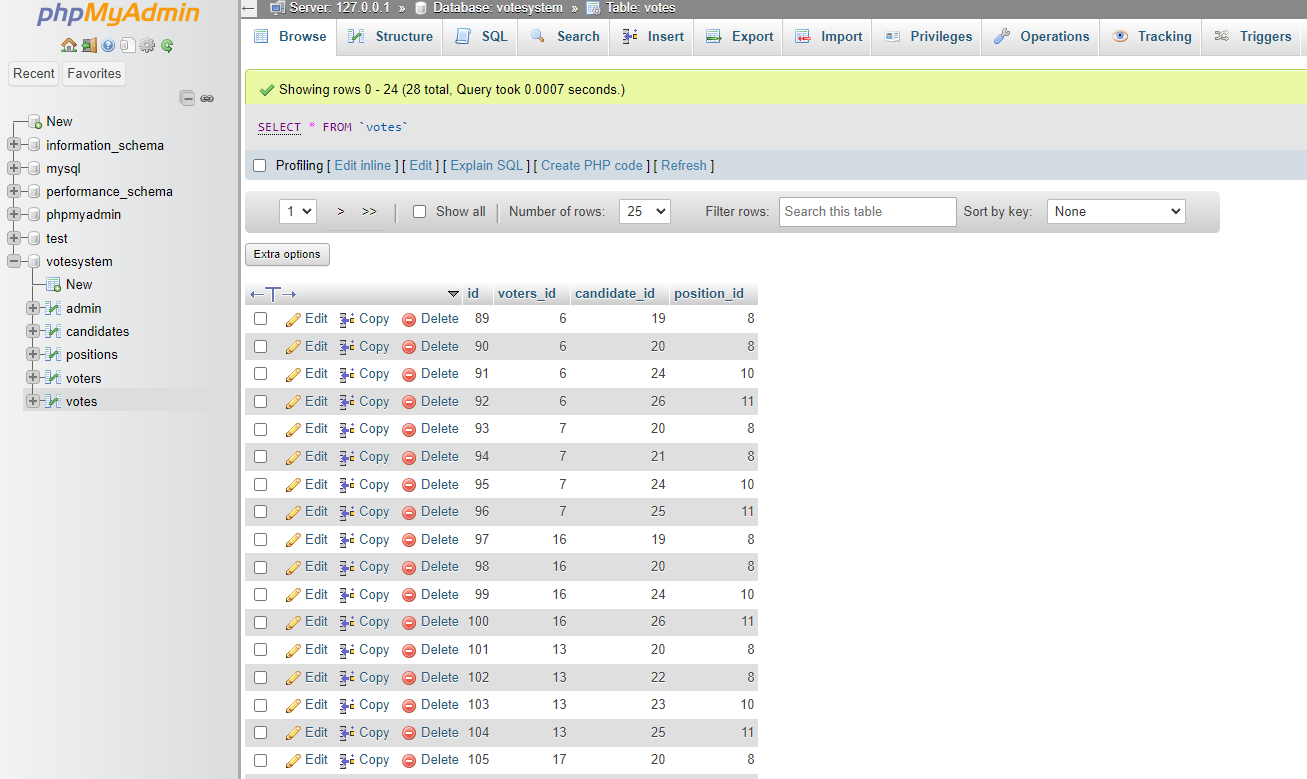 phpMyAdmin
Recent Favorites
New
information_schema
mysql
performance_schema
phpmyadmin
test
votesystem
New
admin
candidates
positions
voters
votes
Server: 127.0.0.1 » Database: votesystem » Table: votes
Browse Structure SQL Search Insert Export Import Privileges Operations Tracking Triggers
Showing rows 0 - 24 (28 total, Query took 0.0007 seconds.)
SELECT * FROM `votes`
Profiling [ Edit inline ] [ Edit ] [ Explain SQL ] [ Create PHP code ] [ Refresh ]
1 > >> Show all Number of rows: 25 Filter rows: Search this table Sort by key: None
Extra options
←T→ id voters_id candidate_id position_id
Edit Copy Delete 89 6 19 8
Edit Copy Delete 90 6 20 8
Edit Copy Delete 91 6 24 10
Edit Copy Delete 92 6 26 11
Edit Copy Delete 93 7 20 8
Edit Copy Delete 94 7 21 8
Edit Copy Delete 95 7 24 10
Edit Copy Delete 96 7 25 11
Edit Copy Delete 97 16 19 8
Edit Copy Delete 98 16 20 8
Edit Copy Delete 99 16 24 10
Edit Copy Delete 100 16 26 11
Edit Copy Delete 101 13 20 8
Edit Copy Delete 102 13 22 8
Edit Copy Delete 103 13 23 10
Edit Copy Delete 104 13 25 11
Edit Copy Delete 105 17 20 8